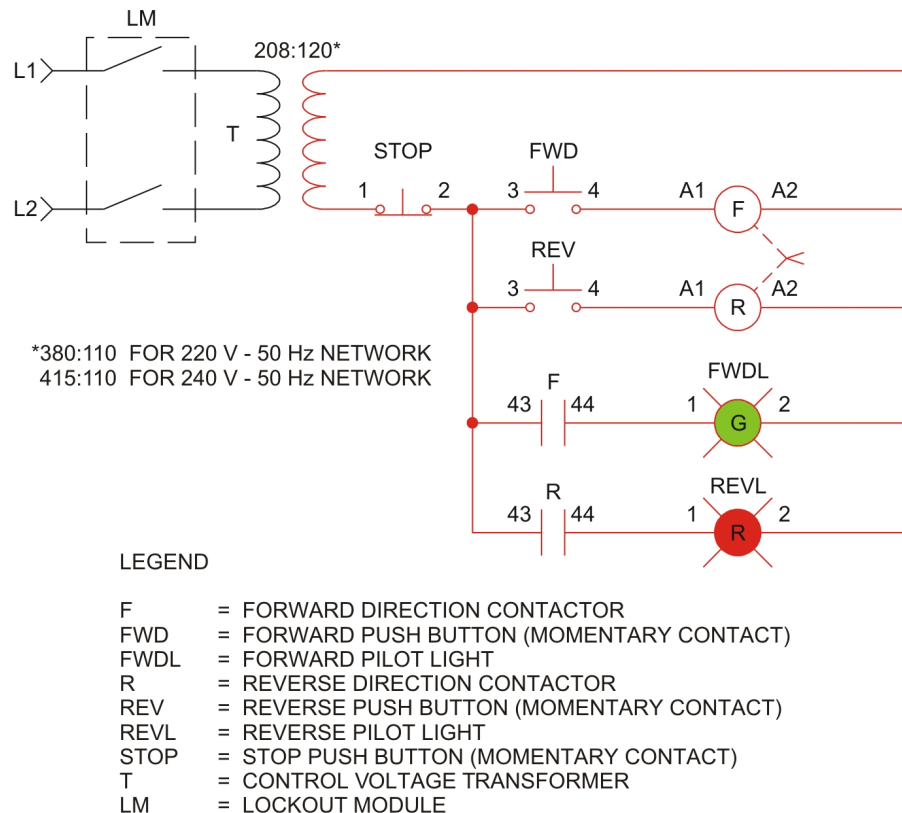 LM
208:120*
L1
T
STOP
FWD
1 2 3 4 A1 F A2
L2
REV
3 4 A1 R A2
*380:110 FOR 220 V - 50 Hz NETWORK
415:110 FOR 240 V - 50 Hz NETWORK
FWDL
F
43 44 1 G 2
REVL
R
43 44 1 R 2
LEGEND
F = FORWARD DIRECTION CONTACTOR
FWD = FORWARD PUSH BUTTON (MOMENTARY CONTACT)
FWDL = FORWARD PILOT LIGHT
R = REVERSE DIRECTION CONTACTOR
REV = REVERSE PUSH BUTTON (MOMENTARY CONTACT)
REVL = REVERSE PILOT LIGHT
STOP = STOP PUSH BUTTON (MOMENTARY CONTACT)
T = CONTROL VOLTAGE TRANSFORMER
LM = LOCKOUT MODULE